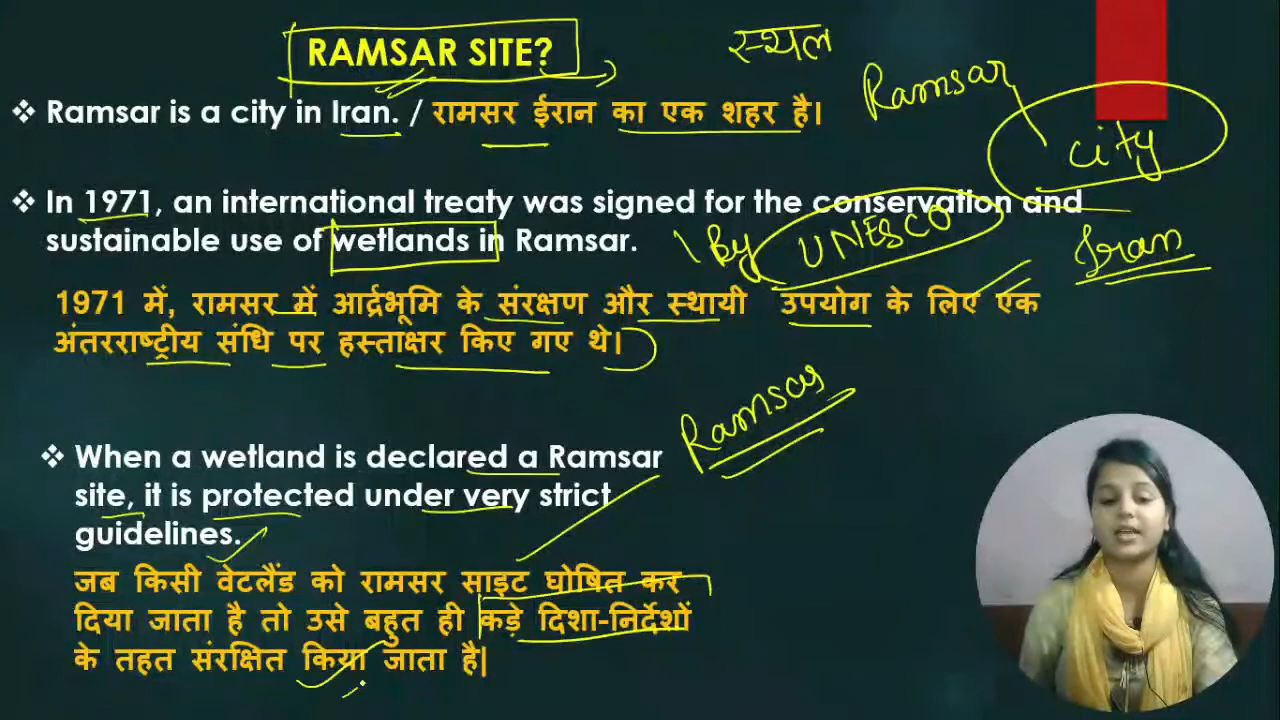 RAMSAR SITE?
स्थल
❖ Ramsar is a city in Iran. / रामसर ईरान का एक शहर है।
Ramsar
city
Iran
❖ In 1971, an international treaty was signed for the conservation and
sustainable use of wetlands in Ramsar.
By UNESCO
1971 में, रामसर में आर्द्रभूमि के संरक्षण और स्थायी उपयोग के लिए एक
अंतरराष्ट्रीय संधि पर हस्ताक्षर किए गए थे।
Ramsar
❖ When a wetland is declared a Ramsar
site, it is protected under very strict
guidelines.
जब किसी वेटलैंड को रामसर साइट घोषित कर
दिया जाता है तो उसे बहुत ही कड़े दिशा-निर्देशों
के तहत संरक्षित किया जाता है|